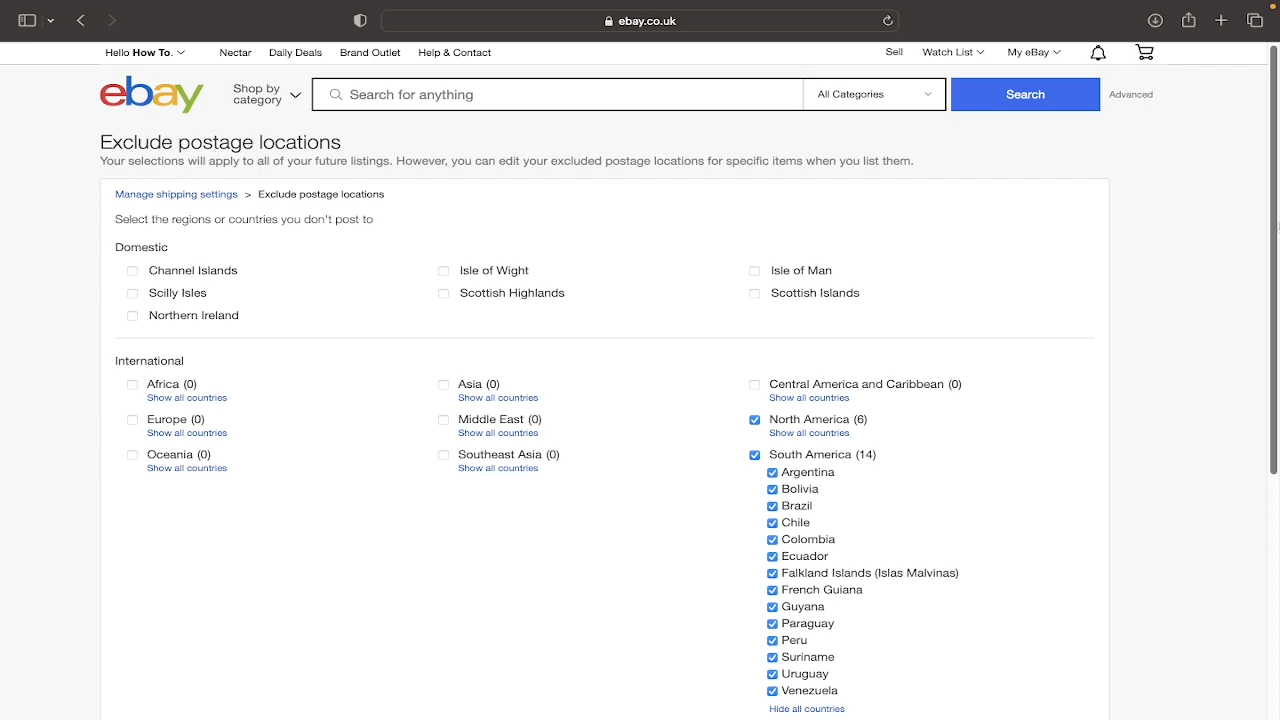 ebay.co.uk
Hello How To. Nectar Daily Deals Brand Outlet Help & Contact Sell Watch List My eBay
ebay Shop by category Search for anything All Categories Search Advanced
Exclude postage locations
Your selections will apply to all of your future listings. However, you can edit your excluded postage locations for specific items when you list them.
Manage shipping settings > Exclude postage locations
Select the regions or countries you don't post to
Domestic
Channel Islands Isle of Wight Isle of Man
Scilly Isles Scottish Highlands Scottish Islands
Northern Ireland
International
Africa (0) Asia (0) Central America and Caribbean (0)
Show all countries Show all countries Show all countries
Europe (0) Middle East (0) North America (6)
Show all countries Show all countries Show all countries
Oceania (0) Southeast Asia (0) South America (14)
Show all countries Show all countries
Argentina
Bolivia
Brazil
Chile
Colombia
Ecuador
Falkland Islands (Islas Malvinas)
French Guiana
Guyana
Paraguay
Peru
Suriname
Uruguay
Venezuela
Hide all countries